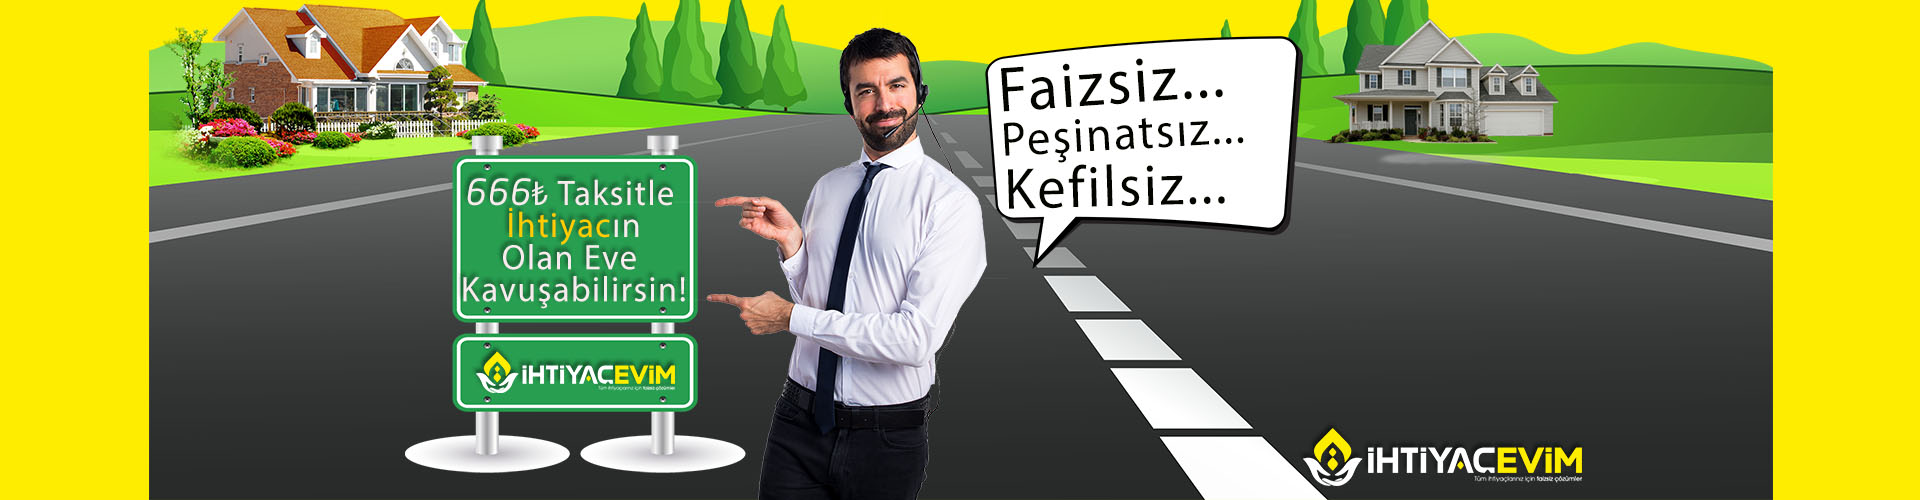 666₺ Taksitle
İhtiyacın
Olan Eve
Kavuşabilirsin!
İHTİYAÇEVİM
Tüm ihtiyaçlarınız için faizsiz çözümler
Faizsiz...
Peşinatsız...
Kefilsiz...
İHTİYAÇEVİM
Tüm ihtiyaçlarınız için faizsiz çözümler